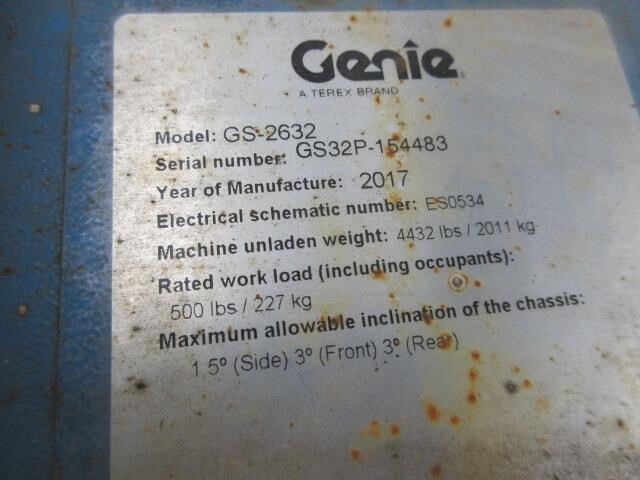 Genie
A TEREX BRAND
Model: GS-2632
Serial number: GS32P-154483
Year of Manufacture: 2017
Electrical schematic number: ES0534
Machine unladen weight: 4432 lbs / 2011 kg
Rated work load (including occupants):
500 lbs / 227 kg
Maximum allowable inclination of the chassis:
1.5º (Side) 3º (Front) 3º (Rear)